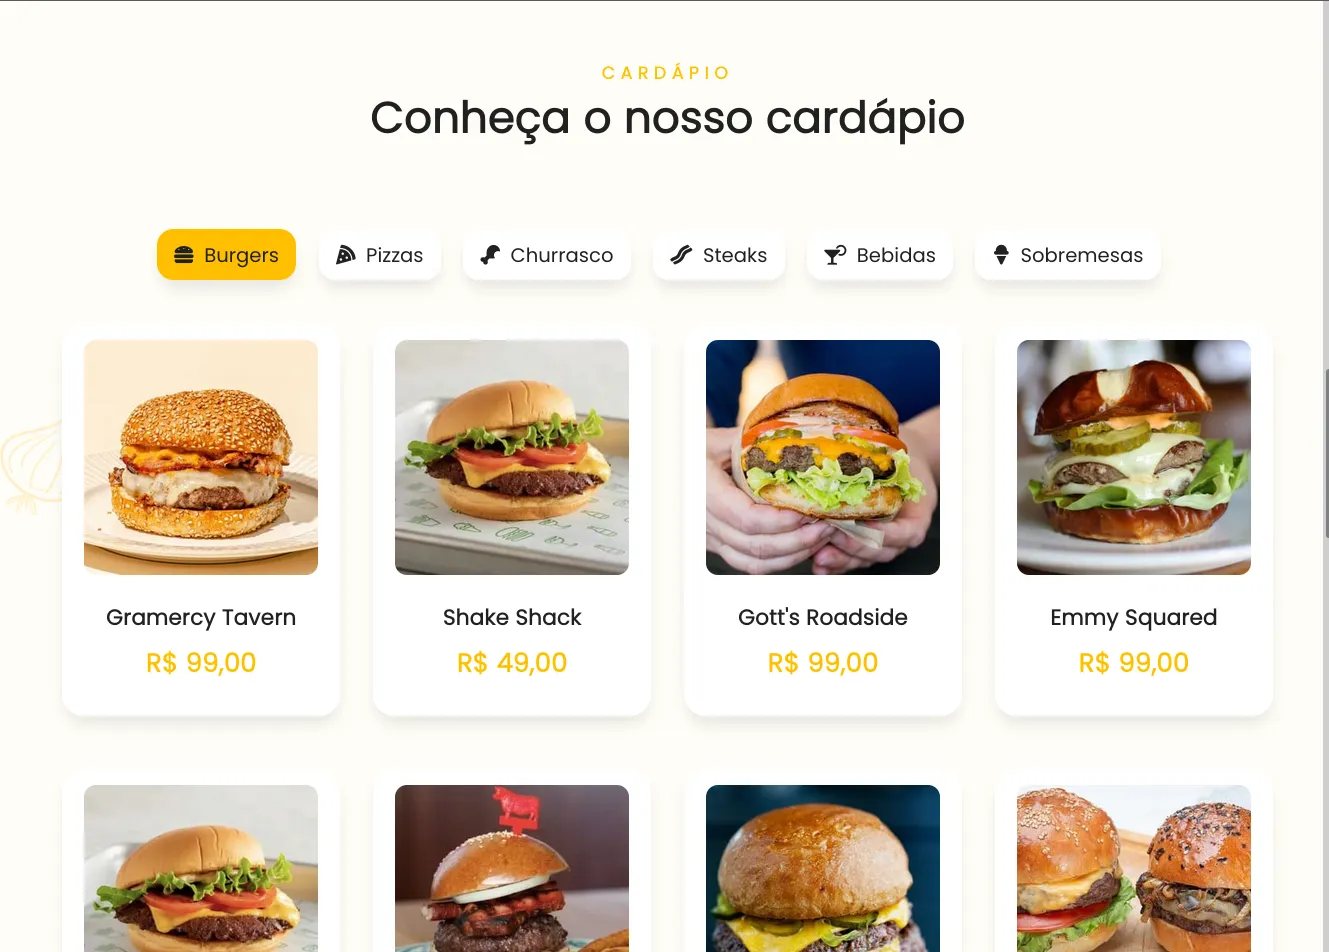 CARDÁPIO
Conheça o nosso cardápio
Burgers
Pizzas
Churrasco
Steaks
Bebidas
Sobremesas
Gramercy Tavern
R$ 99,00
Shake Shack
R$ 49,00
Gott's Roadside
R$ 99,00
Emmy Squared
R$ 99,00